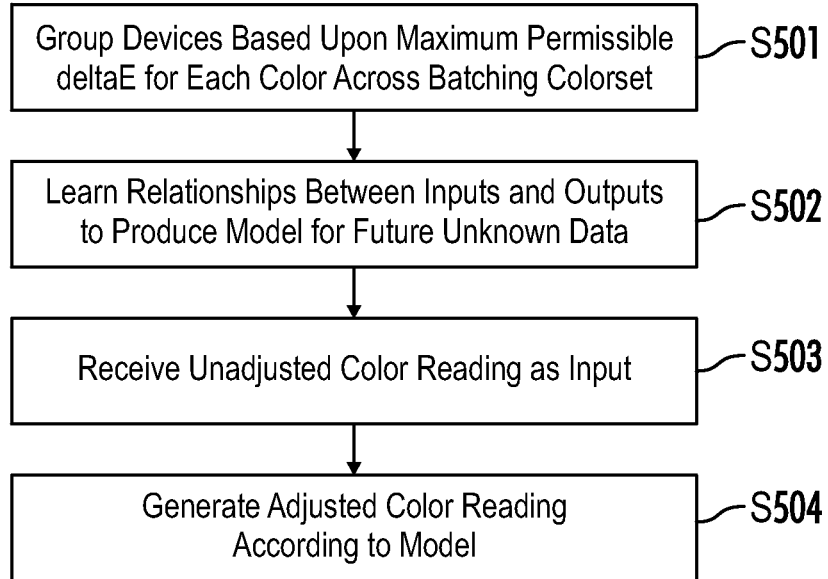 Group Devices Based Upon Maximum Permissible
deltaE for Each Color Across Batching Colorset
S501
Learn Relationships Between Inputs and Outputs
to Produce Model for Future Unknown Data
S502
Receive Unadjusted Color Reading as Input
S503
Generate Adjusted Color Reading
According to Model
S504